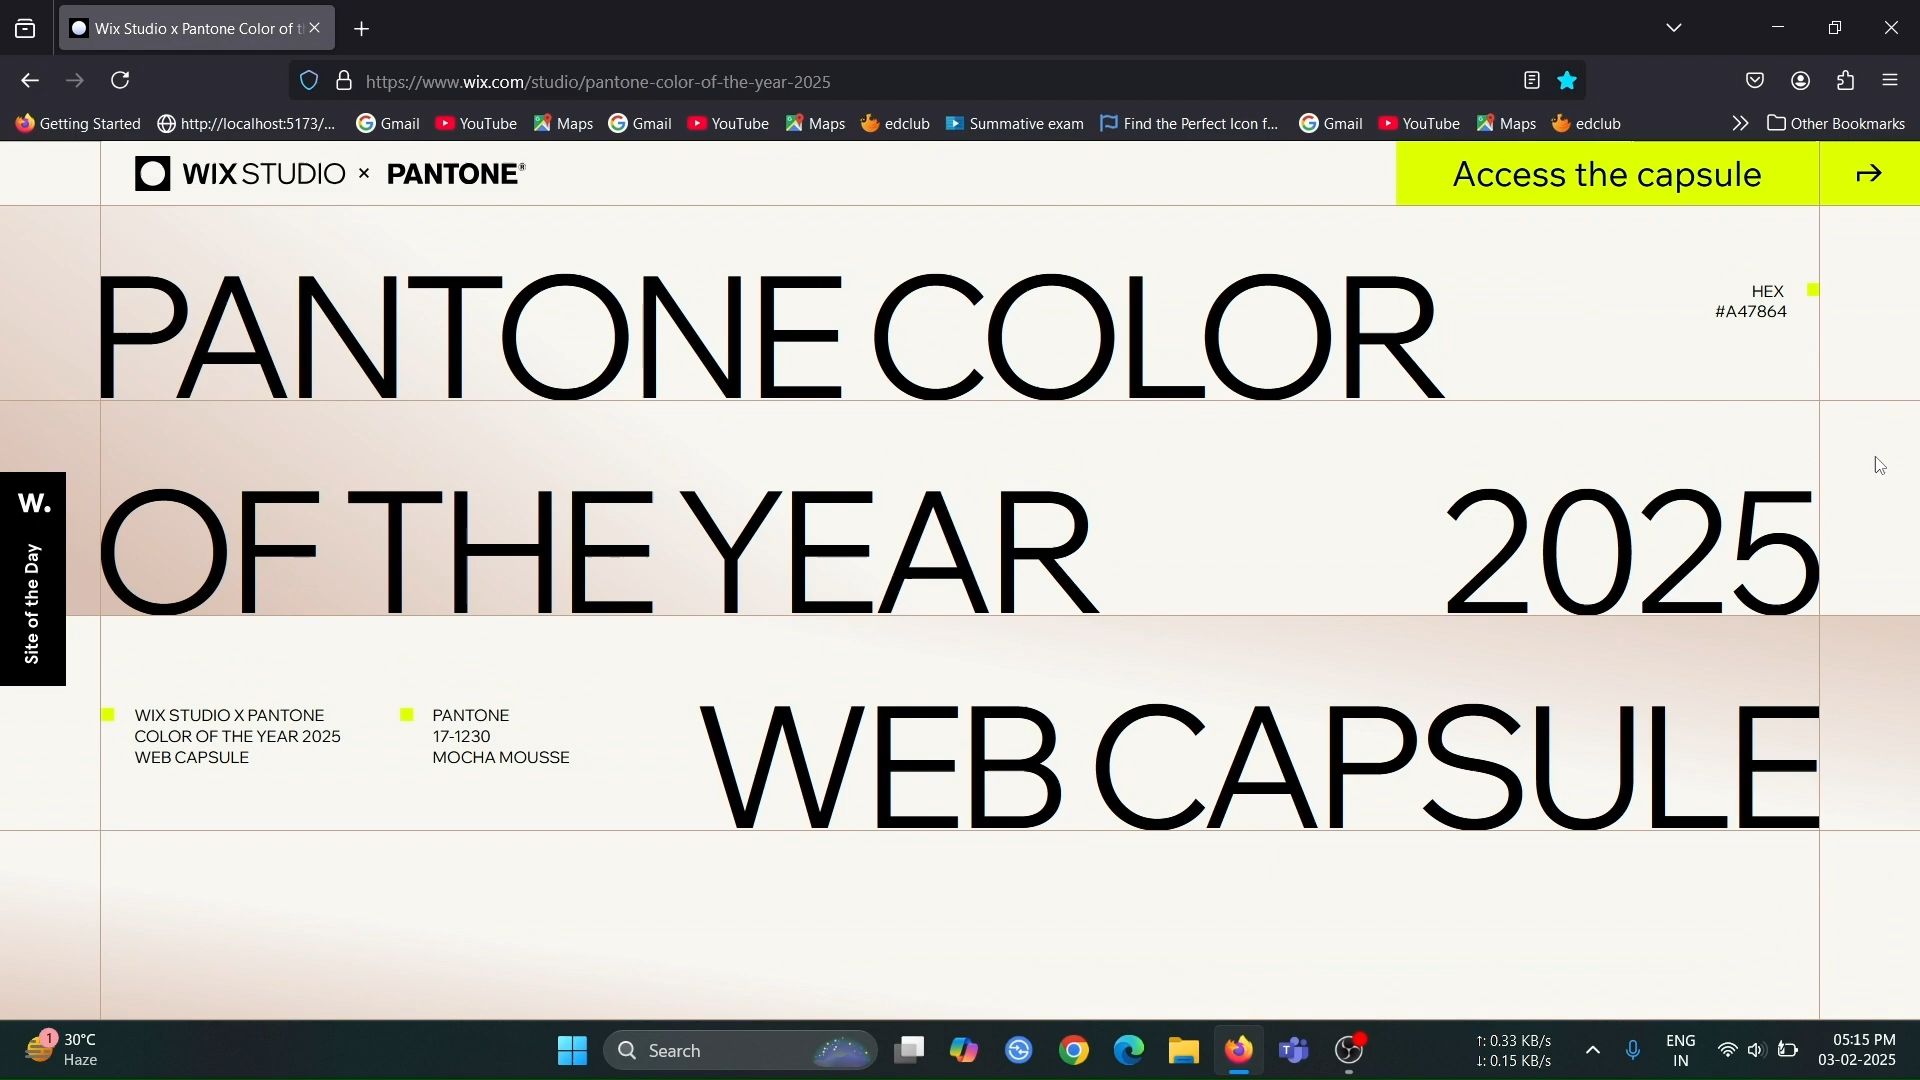 Wix Studio x Pantone Color of t
https://www.wix.com/studio/pantone-color-of-the-year-2025
Getting Started http://localhost:5173/... Gmail YouTube Maps Gmail YouTube Maps edclub Summative exam Find the Perfect Icon f... Gmail YouTube Maps edclub Other Bookmarks
WIX STUDIO × PANTONE® Access the capsule
PANTONE COLOR
HEX
#A47864
OF THE YEAR 2025
W.
Site of the Day
WIX STUDIO X PANTONE
COLOR OF THE YEAR 2025
WEB CAPSULE
PANTONE
17-1230
MOCHA MOUSSE
WEB CAPSULE
1
30°C
Haze
Search
↑: 0.33 KB/s
↓: 0.15 KB/s
ENG
IN
05:15 PM
03-02-2025